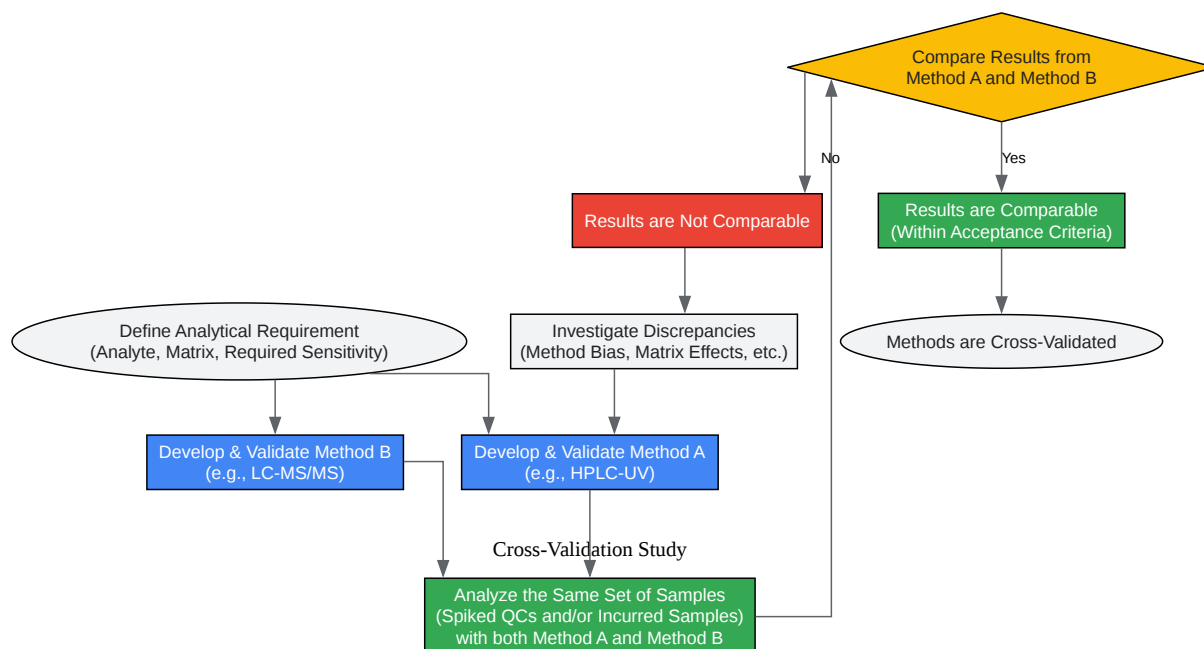 Compare Results from
Method A and Method B
No
Yes
Results are Not Comparable
Results are Comparable
(Within Acceptance Criteria)
Define Analytical Requirement
(Analyte, Matrix, Required Sensitivity)
Investigate Discrepancies
(Method Bias, Matrix Effects, etc.)
Methods are Cross-Validated
Develop & Validate Method B
(e.g., LC-MS/MS)
Develop & Validate Method A
(e.g., HPLC-UV)
Cross-Validation Study
Analyze the Same Set of Samples
(Spiked QCs and/or Incurred Samples)
with both Method A and Method B